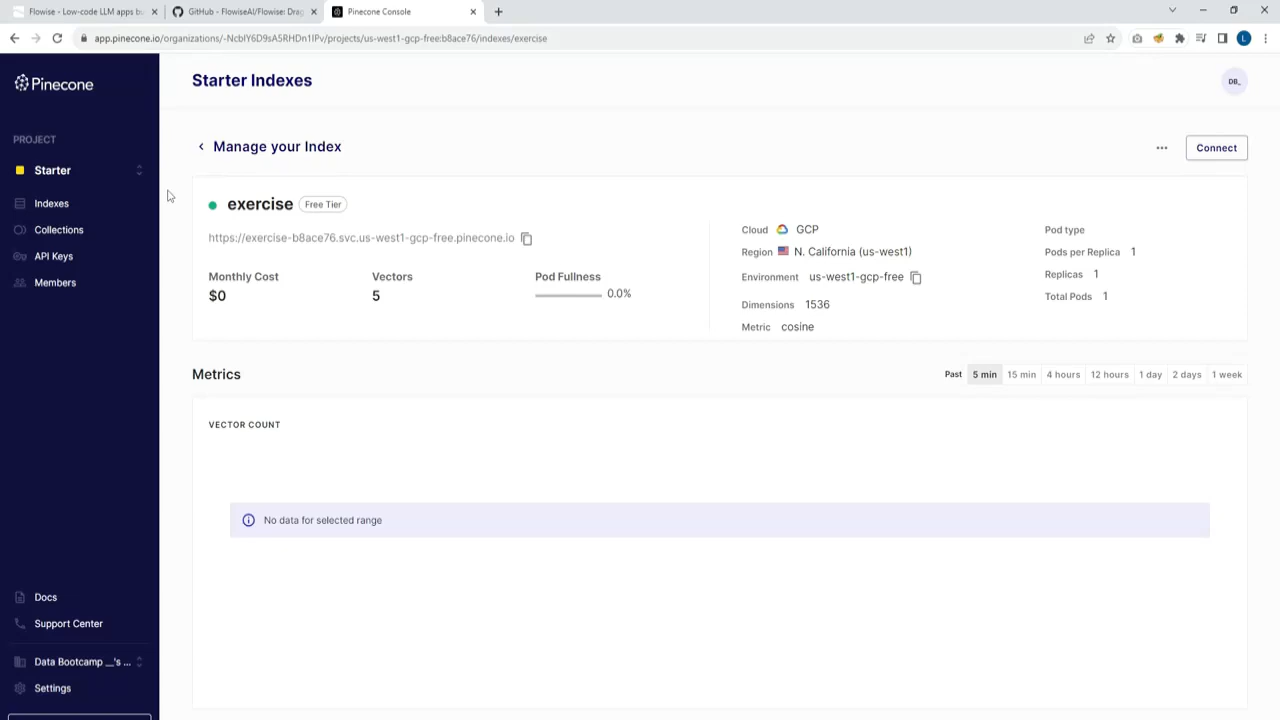 Flowise - Low-code LLM apps bu
GitHub - FlowiseAI/Flowise: Drag
Pinecone Console
app.pinecone.io/organizations/-NcbIY6D9sA5RHDn1IPv/projects/us-west1-gcp-free:b8ace76/indexes/exercise
L
Pinecone
PROJECT
Starter
Indexes
Collections
API Keys
Members
Docs
Support Center
Data Bootcamp __'s ...
Settings
Starter Indexes
DB_
Manage your Index
Connect
exercise Free Tier
https://exercise-b8ace76.svc.us-west1-gcp-free.pinecone.io
Monthly Cost Vectors Pod Fullness
$0 5 0.0%
Cloud GCP
Region N. California (us-west1)
Environment us-west1-gcp-free
Dimensions 1536
Metric cosine
Pod type
Pods per Replica 1
Replicas 1
Total Pods 1
Metrics
Past 5 min 15 min 4 hours 12 hours 1 day 2 days 1 week
VECTOR COUNT
No data for selected range